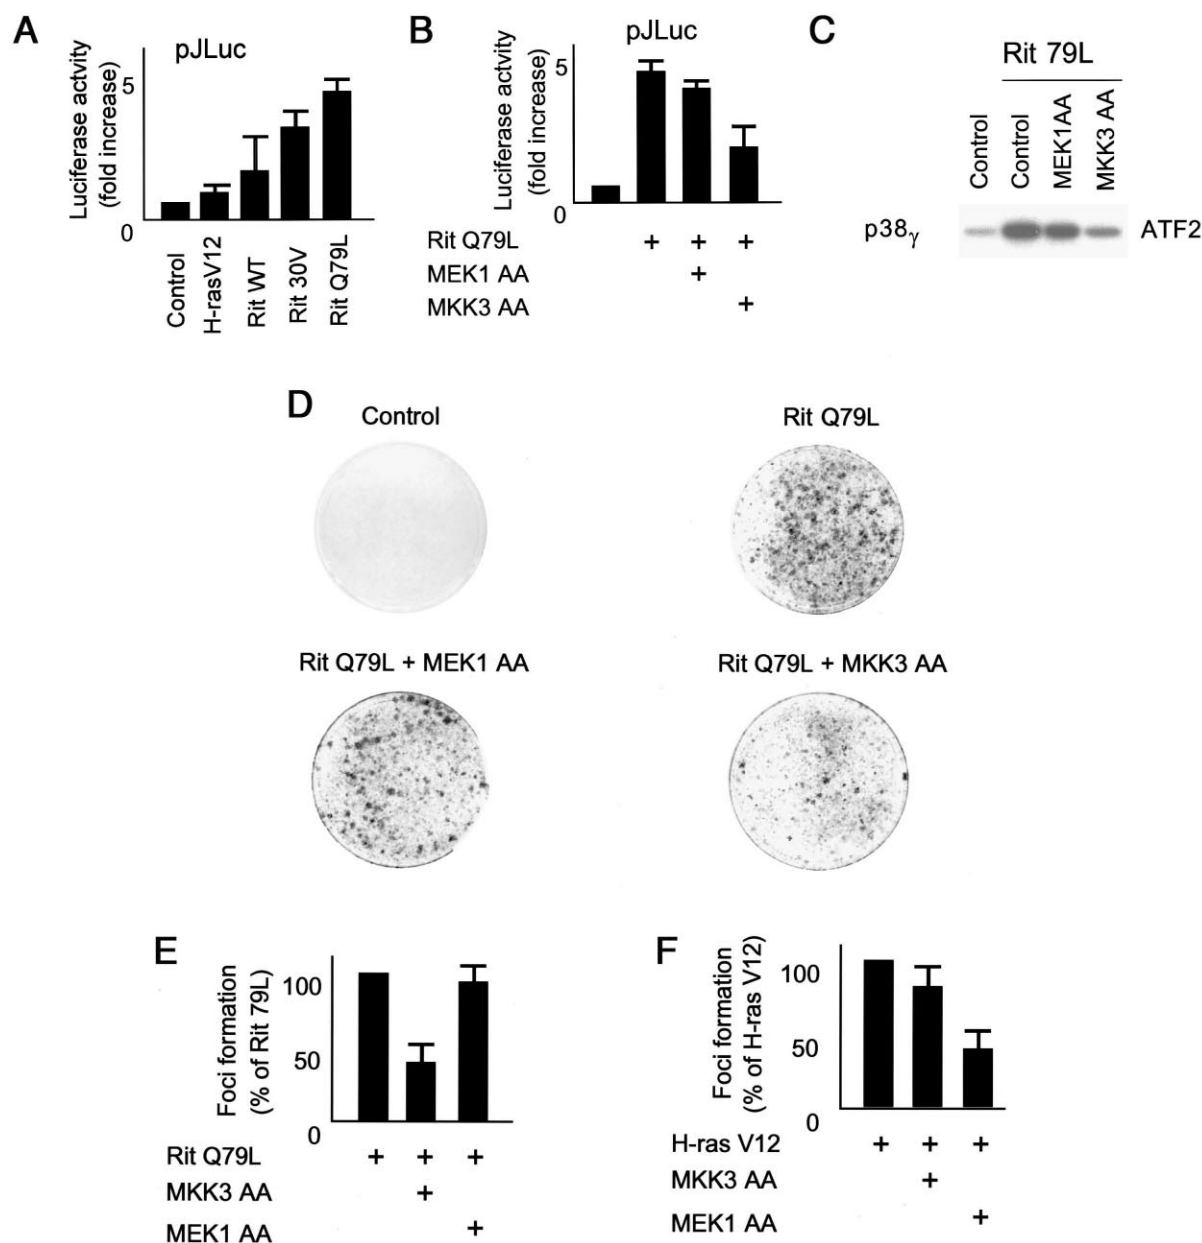 A
pJLuc
Luciferase actvity
(fold increase)
5
0
Control
H-rasV12
Rit WT
Rit 30V
Rit Q79L
B
pJLuc
Luciferase actvity
(fold increase)
5
0
Rit Q79L + + +
MEK1 AA +
MKK3 AA +
C
Rit 79L
Control
Control
MEK1AA
MKK3 AA
p38γ
ATF2
D
Control
Rit Q79L
Rit Q79L + MEK1 AA
Rit Q79L + MKK3 AA
E
Foci formation
(% of Rit 79L)
100
50
0
Rit Q79L + + +
MKK3 AA +
MEK1 AA +
F
Foci formation
(% of H-ras V12)
100
50
0
H-ras V12 + + +
MKK3 AA +
MEK1 AA +